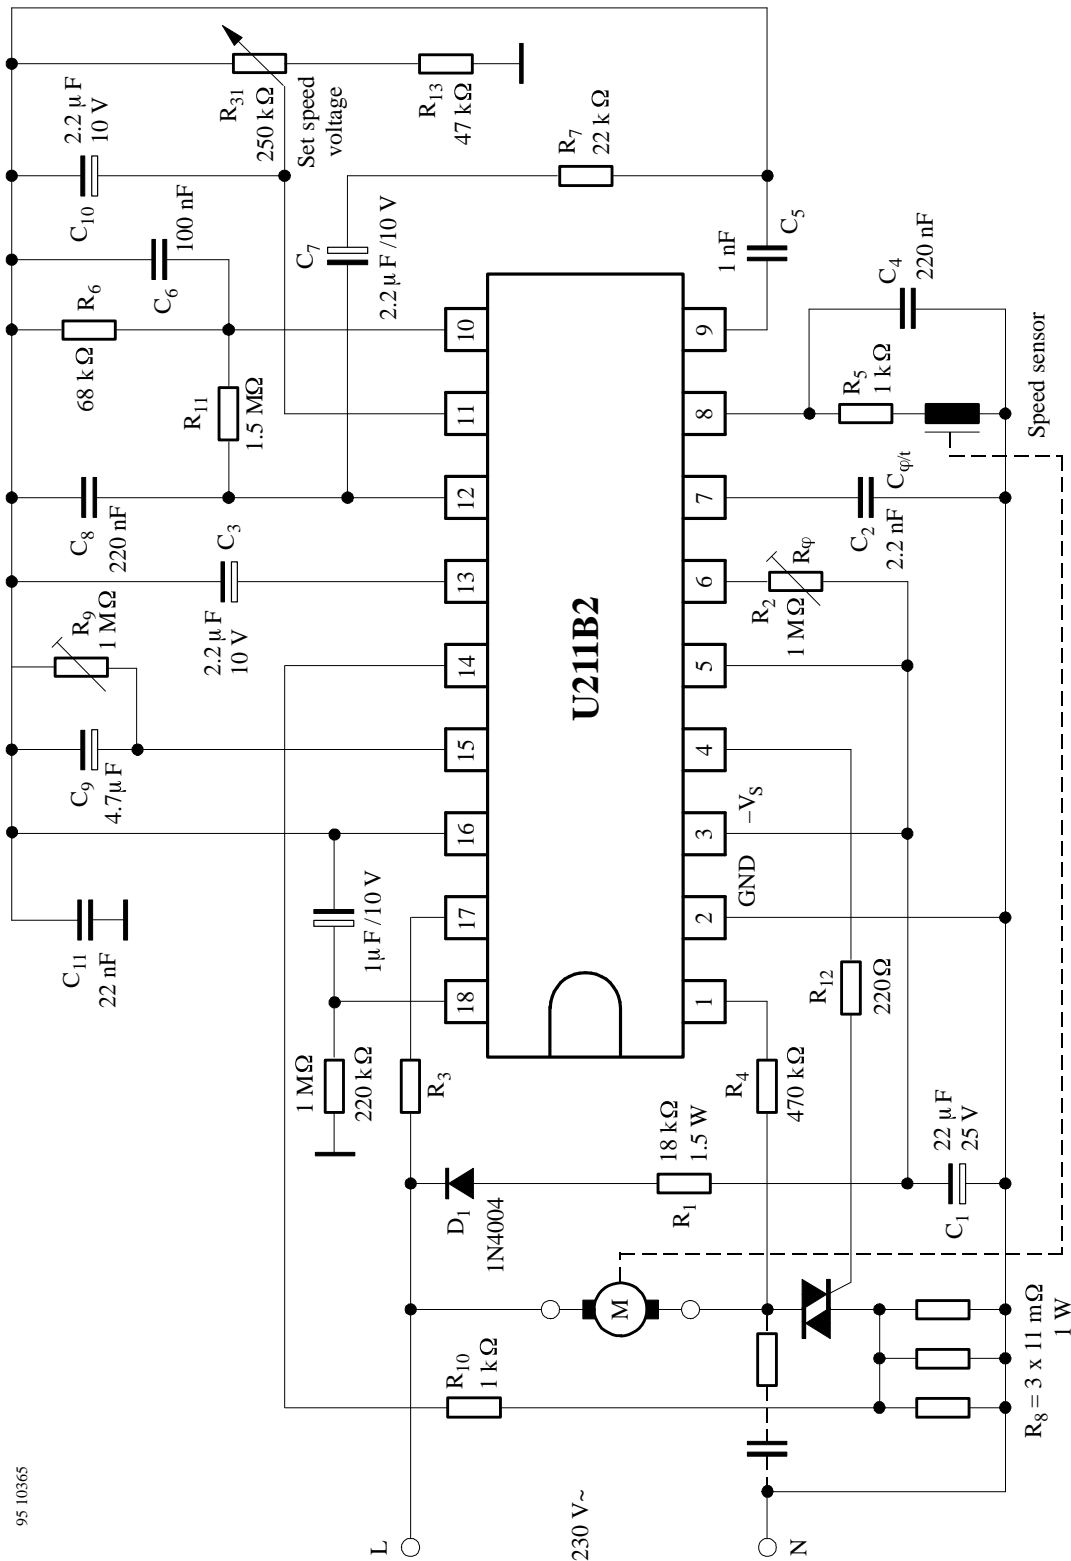 95 10365
L
230 V~
N
R10
1 kΩ
R8 = 3 x 11 mΩ
1 W
M
D1
1N4004
R1
18 kΩ
1.5 W
C1
22 µF
25 V
1 MΩ
220 kΩ
R3
R4
470 kΩ
R12
220Ω
C11
22 nF
1µF /10 V
GND
–VS
18
17
16
15
14
13
12
11
10
U211B2
1
2
3
4
5
6
7
8
9
C9
4.7µF
R9
1 MΩ
2.2 µF
10 V
C3
C8
220 nF
R11
1.5 MΩ
68 kΩ
R6
C6
100 nF
C10
2.2 µF
10 V
C7
2.2 µF /10 V
R31
250 kΩ
Set speed
voltage
R13
47 kΩ
R7
22 kΩ
1 nF
C5
R2
1 MΩ
Rφ
C2
2.2 nF
Cφ/t
R5
1 kΩ
C4
220 nF
Speed sensor